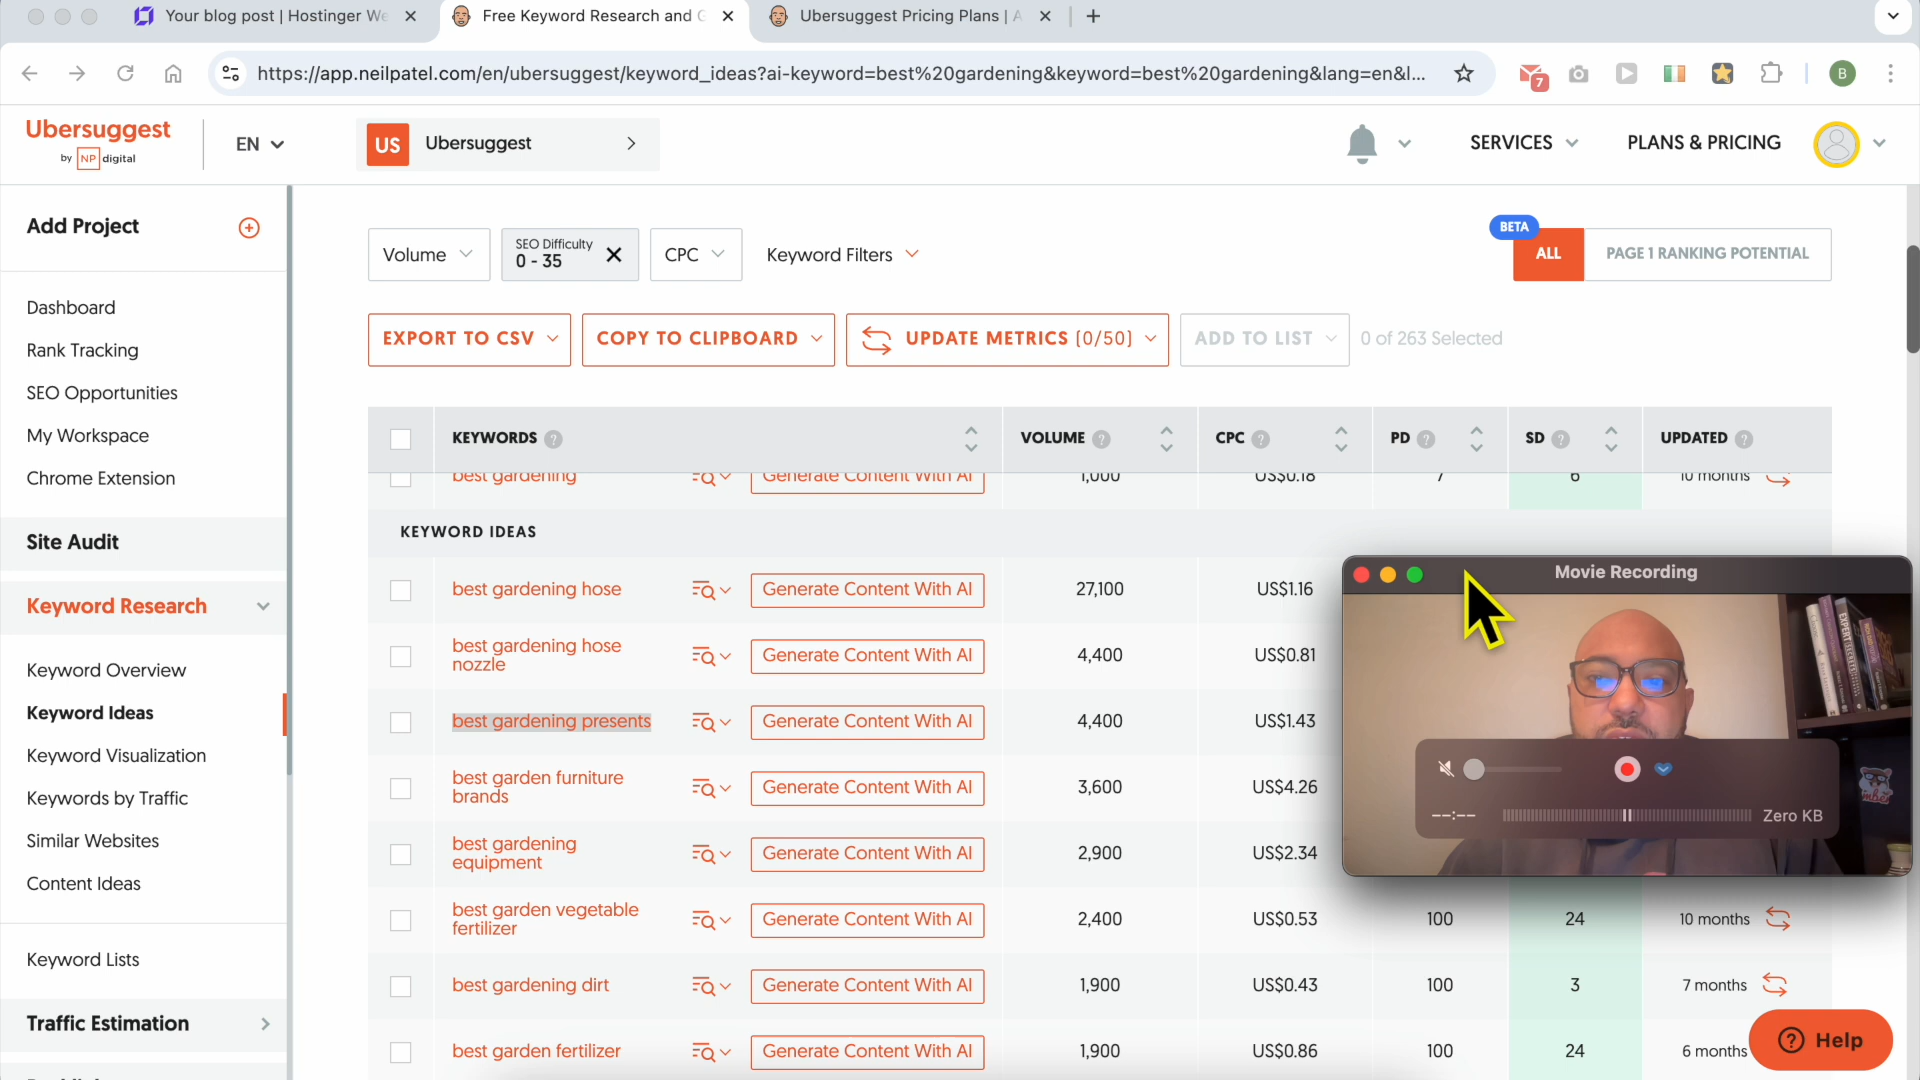 Your blog post | Hostinger We
Free Keyword Research and G
Ubersuggest Pricing Plans | A
https://app.neilpatel.com/en/ubersuggest/keyword_ideas?ai-keyword=best%20gardening&keyword=best%20gardening&lang=en&l...
7
B
Ubersuggest
by NP digital
EN
US Ubersuggest
SERVICES
PLANS & PRICING
Add Project
Dashboard
Rank Tracking
SEO Opportunities
My Workspace
Chrome Extension
Site Audit
Keyword Research
Keyword Overview
Keyword Ideas
Keyword Visualization
Keywords by Traffic
Similar Websites
Content Ideas
Keyword Lists
Traffic Estimation
Volume
SEO Difficulty
0 - 35
CPC
Keyword Filters
BETA
ALL
PAGE 1 RANKING POTENTIAL
EXPORT TO CSV
COPY TO CLIPBOARD
UPDATE METRICS (0/50)
ADD TO LIST
0 of 263 Selected
KEYWORDS ? VOLUME ? CPC ? PD ? SD ? UPDATED ?
best gardening Generate Content With AI 1,000 US$0.18 7 6 10 months
KEYWORD IDEAS
best gardening hose Generate Content With AI 27,100 US$1.16
best gardening hose
nozzle Generate Content With AI 4,400 US$0.81
best gardening presents Generate Content With AI 4,400 US$1.43
best garden furniture
brands Generate Content With AI 3,600 US$4.26
best gardening
equipment Generate Content With AI 2,900 US$2.34
best garden vegetable
fertilizer Generate Content With AI 2,400 US$0.53 100 24 10 months
best gardening dirt Generate Content With AI 1,900 US$0.43 100 3 7 months
best garden fertilizer Generate Content With AI 1,900 US$0.86 100 24 6 months
Movie Recording
EXPERT SECRETS
--:--
Zero KB
? Help